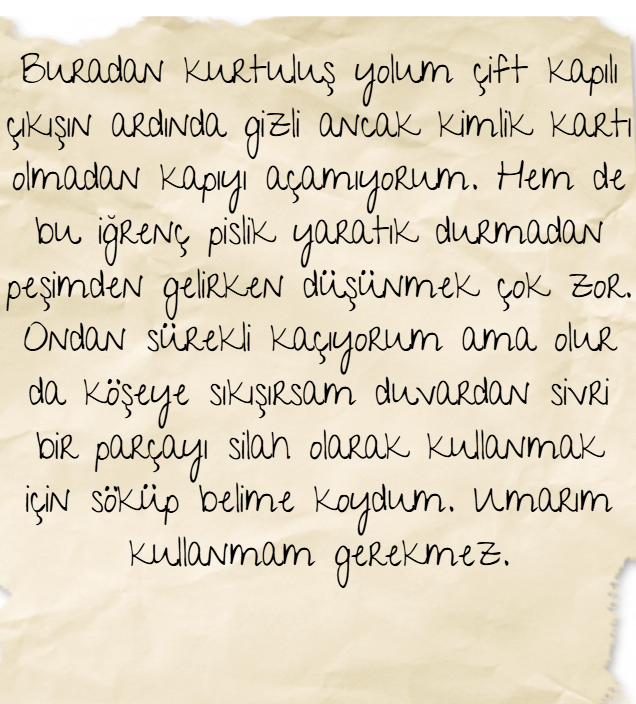 Buradan kurtuluş yolum çift kapılı
çıkışın ardında gizli ancak kimlik kartı
olmadan kapıyı açamıyorum. Hem de
bu iğrenç pislik yaratık durmadan
peşimden gelirken düşünmek çok zor.
Ondan sürekli kaçıyorum ama olur
da köşeye sıkışırsam duvardan sivri
bir parçayı silah olarak kullanmak
için söküp belime koydum. Umarım
kullanmam gerekmez.